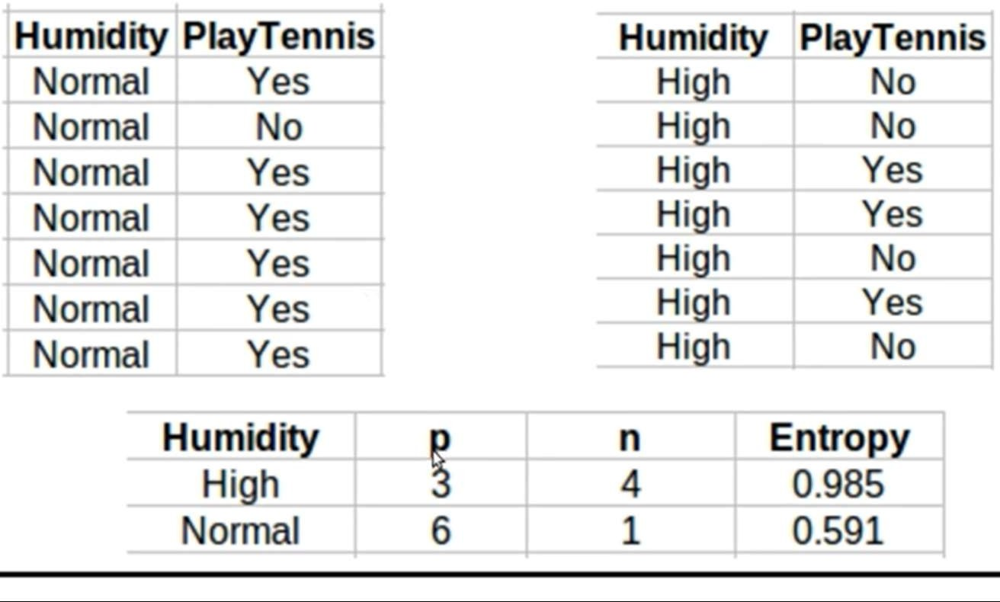 Humidity PlayTennis
Normal Yes
Normal No
Normal Yes
Normal Yes
Normal Yes
Normal Yes
Normal Yes
Humidity PlayTennis
High No
High No
High Yes
High Yes
High No
High Yes
High No
Humidity p n Entropy
High 3 4 0.985
Normal 6 1 0.591